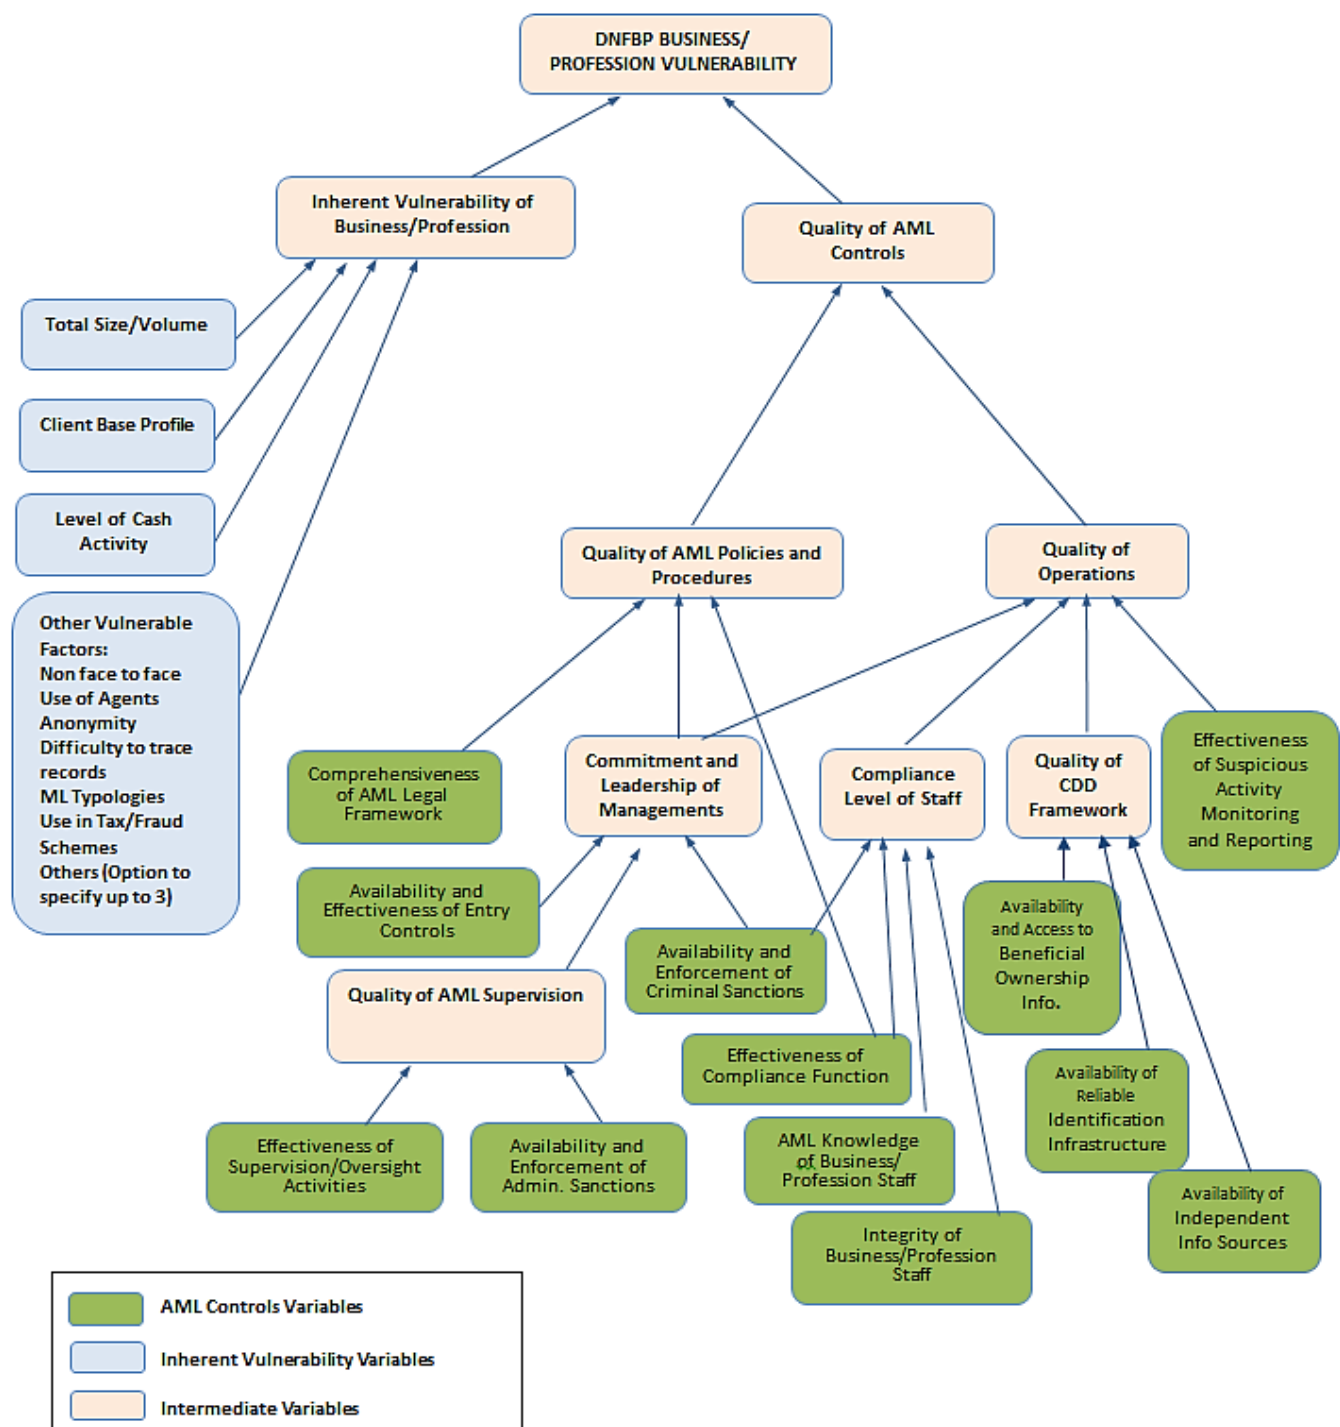 DNFBP BUSINESS/
PROFESSION VULNERABILITY
Inherent Vulnerability of
Business/Profession
Quality of AML
Controls
Total Size/Volume
Client Base Profile
Level of Cash
Activity
Other Vulnerable
Factors:
Non face to face
Use of Agents
Anonymity
Difficulty to trace
records
ML Typologies
Use in Tax/Fraud
Schemes
Others (Option to
specify up to 3)
Quality of AML Policies and
Procedures
Quality of
Operations
Comprehensiveness
of AML Legal
Framework
Commitment and
Leadership of
Managements
Compliance
Level of Staff
Quality of
CDD
Framework
Effectiveness
of Suspicious
Activity
Monitoring
and Reporting
Availability and
Effectiveness of Entry
Controls
Availability and
Enforcement of
Criminal Sanctions
Availability
and Access to
Beneficial
Ownership
Info.
Quality of AML Supervision
Effectiveness of
Compliance Function
Availability of
Reliable
Identification
Infrastructure
Effectiveness of
Supervision/Oversight
Activities
Availability and
Enforcement of
Admin. Sanctions
AML Knowledge
of Business/
Profession Staff
Availability of
Independent
Info Sources
Integrity of
Business/Profession
Staff
AML Controls Variables
Inherent Vulnerability Variables
Intermediate Variables